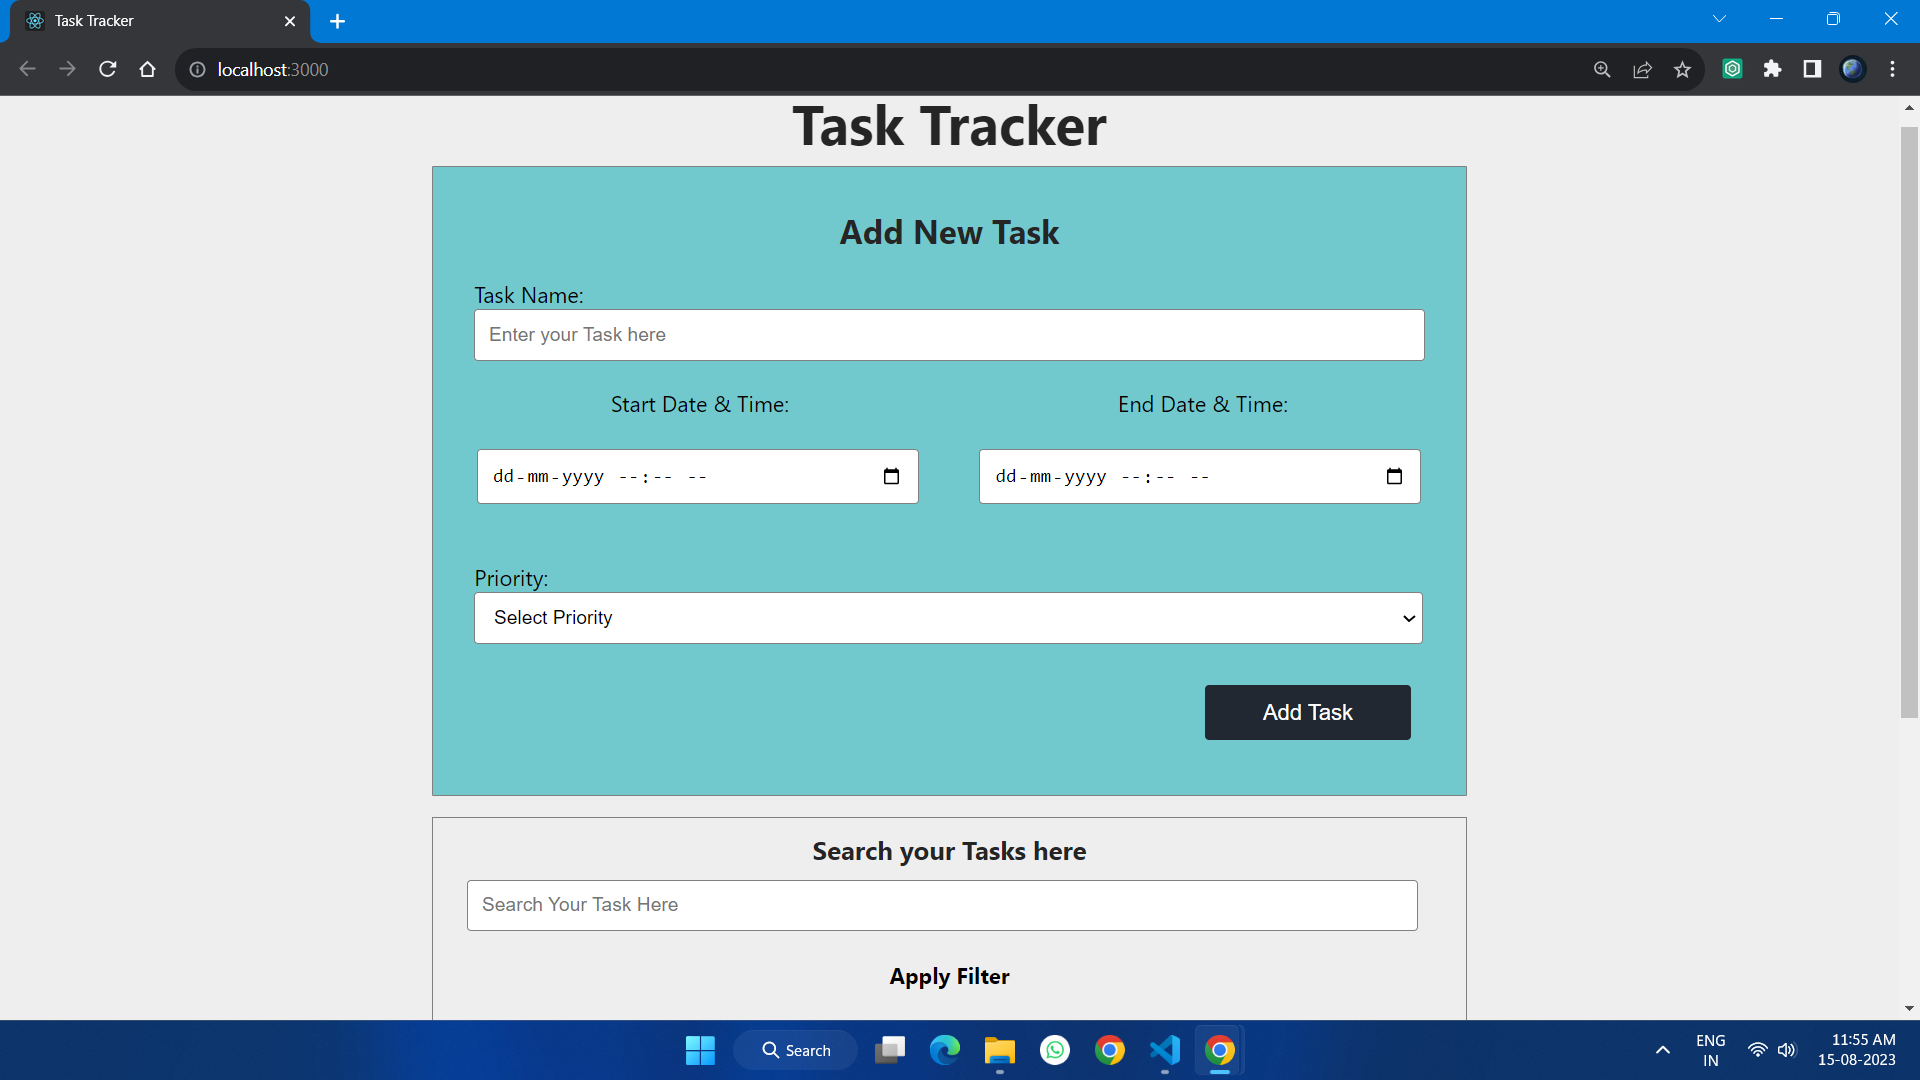 Task Tracker
localhost:3000
Task Tracker
Add New Task
Task Name:
Enter your Task here
Start Date & Time: End Date & Time:
dd-mm-yyyy --:-- -- dd-mm-yyyy --:-- --
Priority:
Select Priority
Add Task
Search your Tasks here
Search Your Task Here
Apply Filter
Search
ENG
IN
11:55 AM
15-08-2023